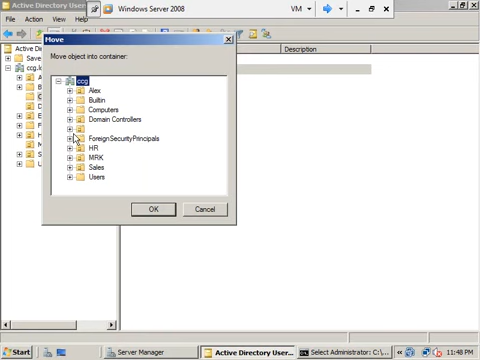 Active Directory Users
Windows Server 2008
VM
File
Action
View
Window
Help
Active Dir
Description
Save
ccg.l
Move
Move object into container:
ccg
Alex
Builtin
Computers
Domain Controllers
ForeignSecurityPrincipals
HR
MRK
Sales
Users
OK
Cancel
Start
Server Manager
Active Directory User...
Select Administrator: C:\...
11:48 PM